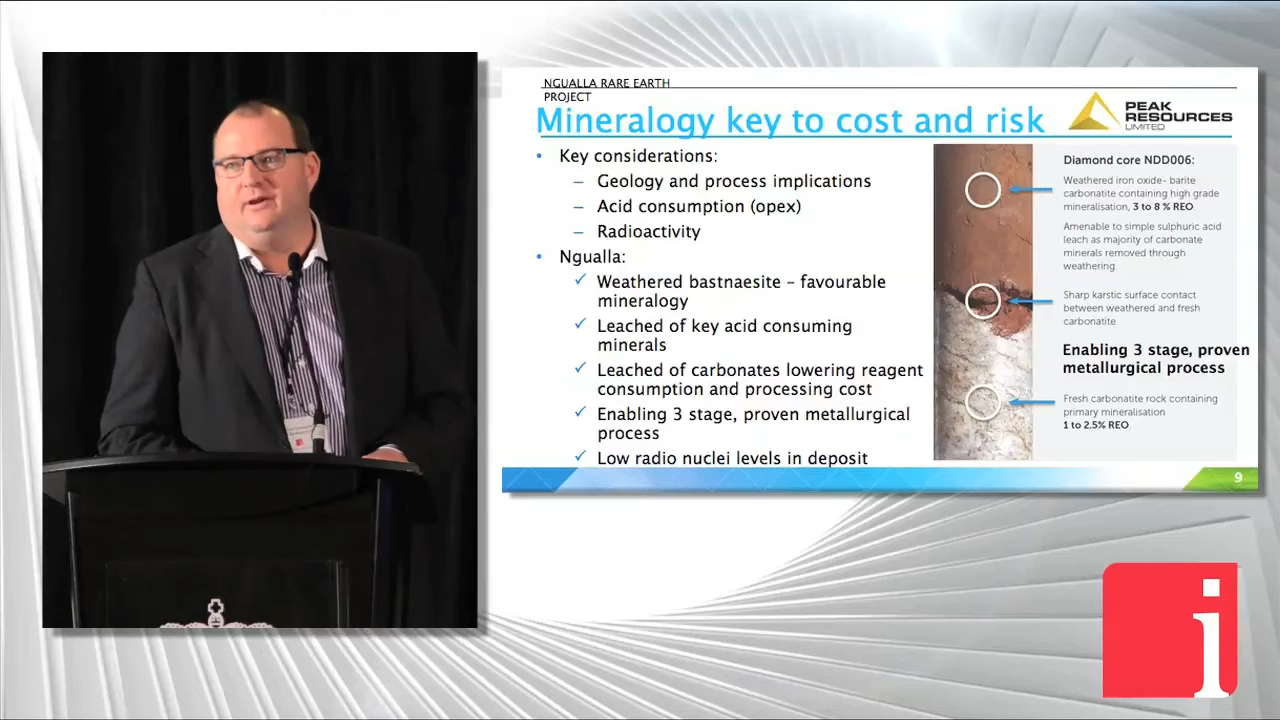 NGUALLA RARE EARTH
PROJECT
Mineralogy key to cost and risk
PEAK
RESOURCES
LIMITED
• Key considerations:
– Geology and process implications
– Acid consumption (opex)
– Radioactivity
• Ngualla:
✓ Weathered bastnaesite – favourable
mineralogy
✓ Leached of key acid consuming
minerals
✓ Leached of carbonates lowering reagent
consumption and processing cost
✓ Enabling 3 stage, proven metallurgical
process
✓ Low radio nuclei levels in deposit
Diamond core NDD006:
Weathered iron oxide- barite
carbonatite containing high grade
mineralisation, 3 to 8 % REO
Amenable to simple sulphuric acid
leach as majority of carbonate
minerals removed through
weathering
Sharp karstic surface contact
between weathered and fresh
carbonatite
Enabling 3 stage, proven
metallurgical process
Fresh carbonatite rock containing
primary mineralisation
1 to 2.5% REO
9
i